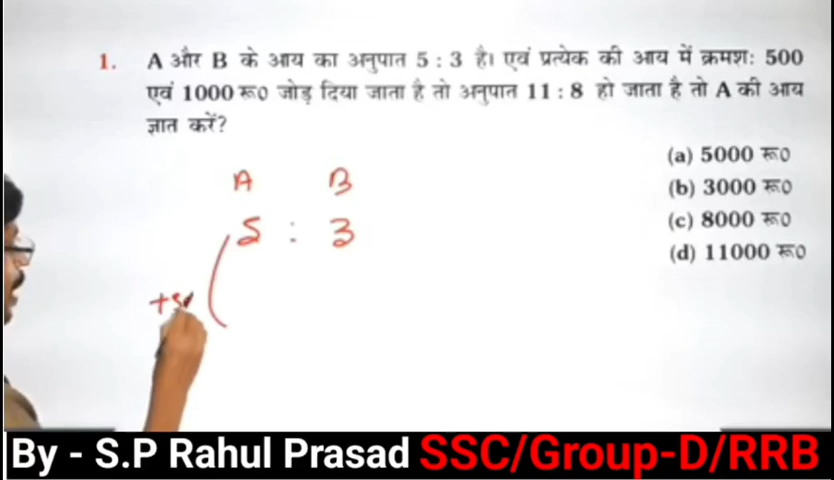 1. A और B के आय का अनुपात 5 : 3 है। एवं प्रत्येक की आय में क्रमश: 500
एवं 1000 रू0 जोड़ दिया जाता है तो अनुपात 11 : 8 हो जाता है तो A की आय
ज्ञात करें?
(a) 5000 रू0
(b) 3000 रू0
(c) 8000 रू0
(d) 11000 रू0
A B
5 : 3
By - S.P Rahul Prasad SSC/Group-D/RRB